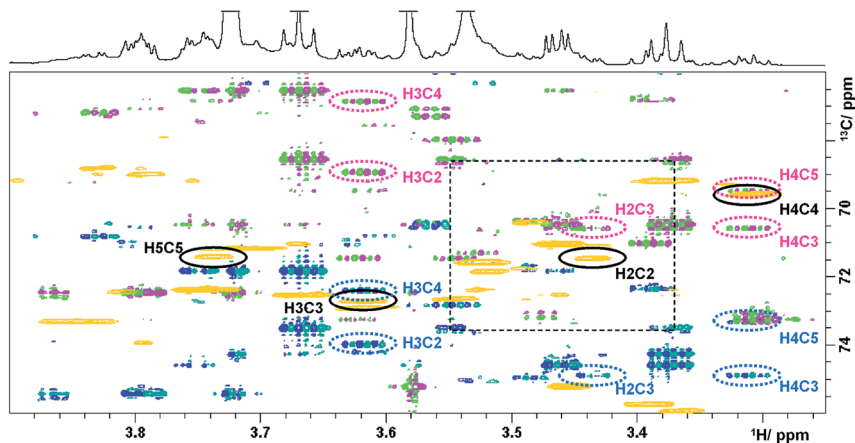 H3C4
¹³C/ ppm
H3C2
H4C5
H4C4
70
H2C3
H4C3
H5C5
H2C2
72
H3C4
H3C3
H4C5
H3C2
74
H2C3
H4C3
3.8
3.7
3.6
3.5
3.4
¹H/ ppm